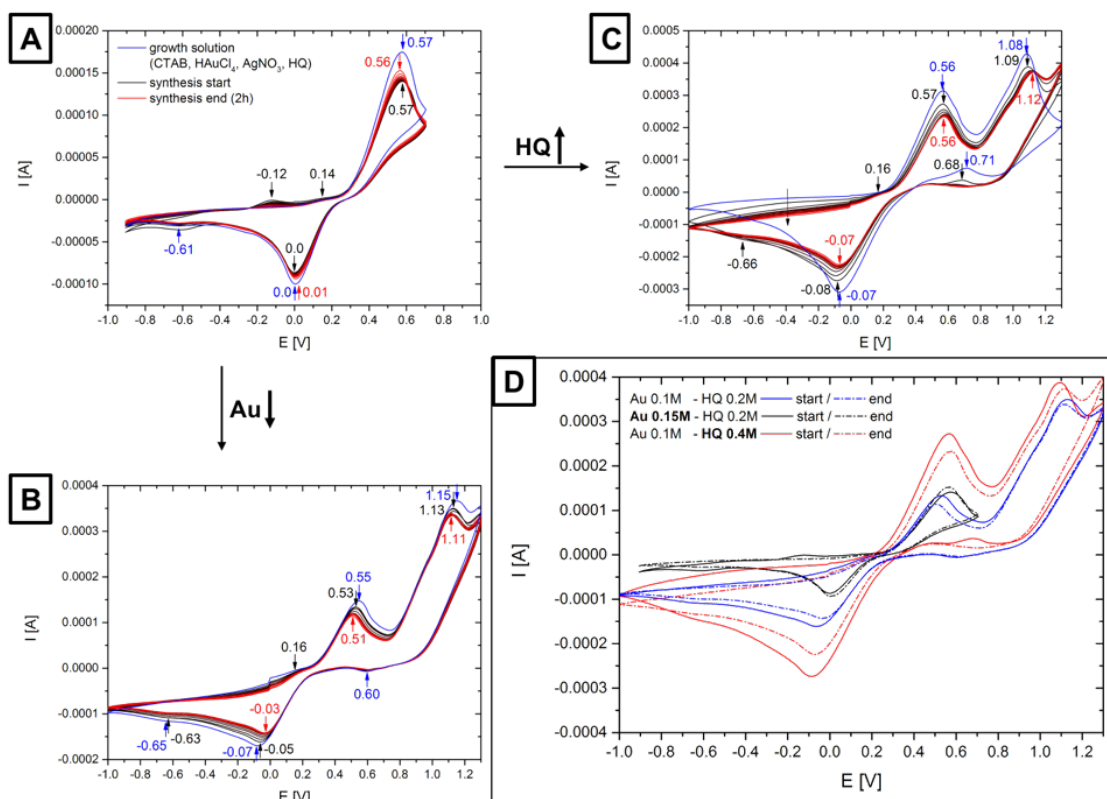 A
growth solution
(CTAB, HAuCl₄, AgNO₃, HQ)
synthesis start
synthesis end (2h)
I [A]
0.00020
0.00015
0.00010
0.00005
0.00000
-0.00005
-0.00010
0.57
0.56
0.57
-0.12
0.14
-0.61
0.0
0.0
0.01
-1.0 -0.8 -0.6 -0.4 -0.2 0.0 0.2 0.4 0.6 0.8 1.0
E [V]
HQ
C
I [A]
0.0005
0.0004
0.0003
0.0002
0.0001
0.0000
-0.0001
-0.0002
-0.0003
1.08
1.09
0.56
0.57
1.12
0.56
0.16
0.68
0.71
-0.07
-0.66
-0.08
-0.07
-1.0 -0.8 -0.6 -0.4 -0.2 0.0 0.2 0.4 0.6 0.8 1.0 1.2
E [V]
Au
B
I [A]
0.0004
0.0003
0.0002
0.0001
0.0000
-0.0001
-0.0002
1.15
1.13
1.11
0.55
0.53
0.51
0.16
0.60
-0.03
-0.65
-0.63
-0.07
-0.05
-1.0 -0.8 -0.6 -0.4 -0.2 0.0 0.2 0.4 0.6 0.8 1.0 1.2
E [V]
D
Au 0.1M - HQ 0.2M start / end
Au 0.15M - HQ 0.2M start / end
Au 0.1M - HQ 0.4M start / end
I [A]
0.0004
0.0003
0.0002
0.0001
0.0000
-0.0001
-0.0002
-0.0003
-0.0004
-1.0 -0.8 -0.6 -0.4 -0.2 0.0 0.2 0.4 0.6 0.8 1.0 1.2
E [V]